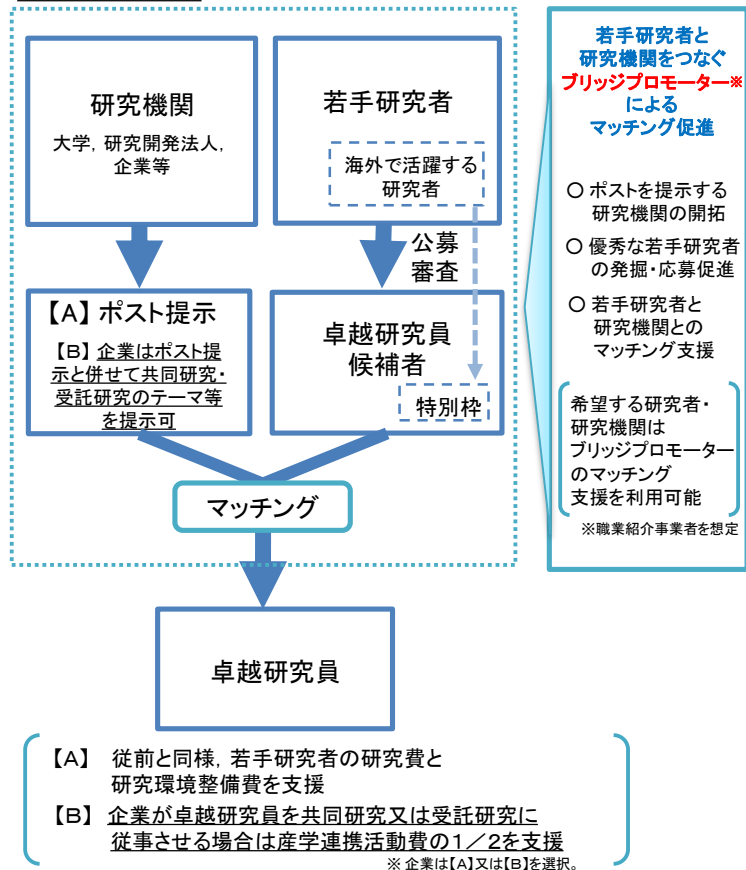 研究機関
大学，研究開発法人，
企業等
若手研究者
海外で活躍する
研究者
公募
審査
【A】ポスト提示
【B】企業はポスト提
示と併せて共同研究・
受託研究のテーマ等
を提示可
卓越研究員
候補者
特別枠
マッチング
卓越研究員
【A】 従前と同様，若手研究者の研究費と
研究環境整備費を支援
【B】 企業が卓越研究員を共同研究又は受託研究に
従事させる場合は産学連携活動費の１／２を支援
※ 企業は【A】又は【B】を選択。
若手研究者と
研究機関をつなぐ
ブリッジプロモーター※
による
マッチング促進
○ ポストを提示する
研究機関の開拓
○ 優秀な若手研究者
の発掘・応募促進
○ 若手研究者と
研究機関との
マッチング支援
希望する研究者・
研究機関は
ブリッジプロモーター
のマッチング
支援を利用可能
※職業紹介事業者を想定